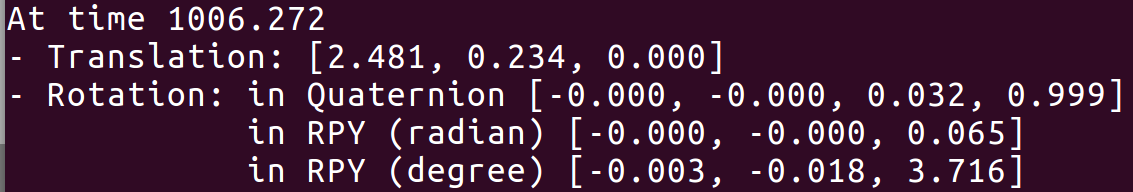 At time 1006.272
- Translation: [2.481, 0.234, 0.000]
- Rotation: in Quaternion [-0.000, -0.000, 0.032, 0.999]
            in RPY (radian) [-0.000, -0.000, 0.065]
            in RPY (degree) [-0.003, -0.018, 3.716]